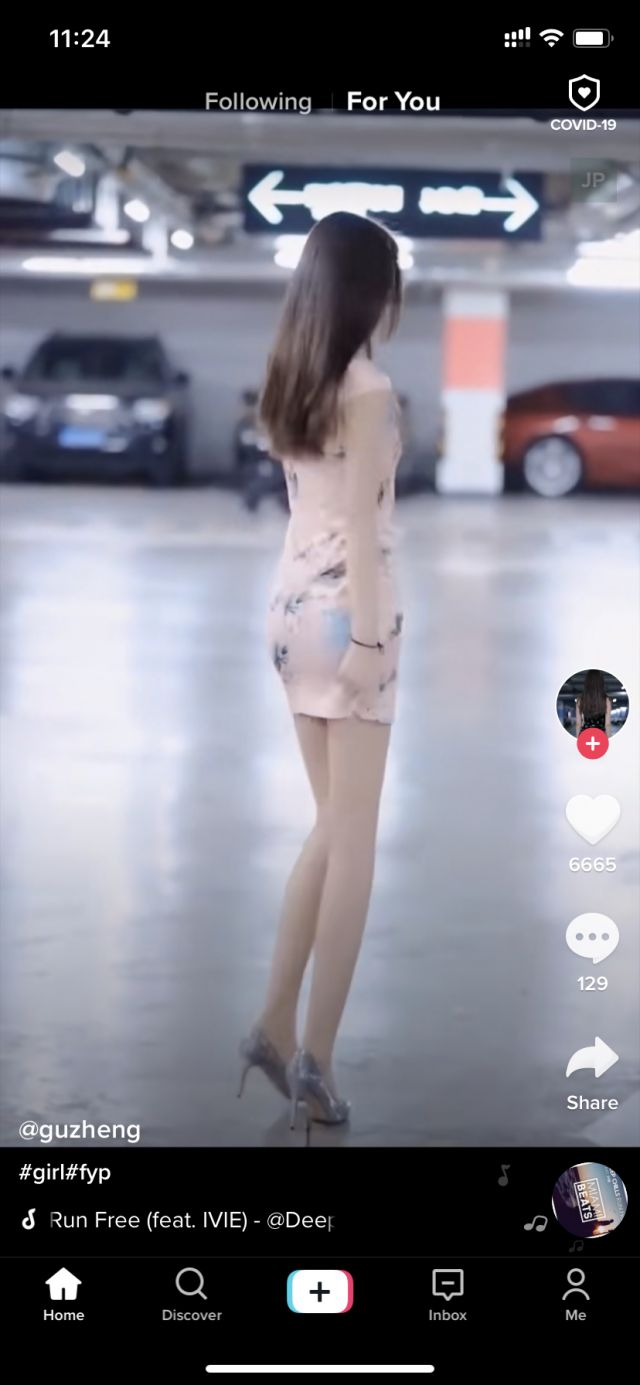 11:24
Following
For You
COVID-19
JP
6665
129
Share
@guzheng
#girl#fyp
Run Free (feat. IVIE) - @Deep
MIAMI
BEATS
Home
Discover
Inbox
Me